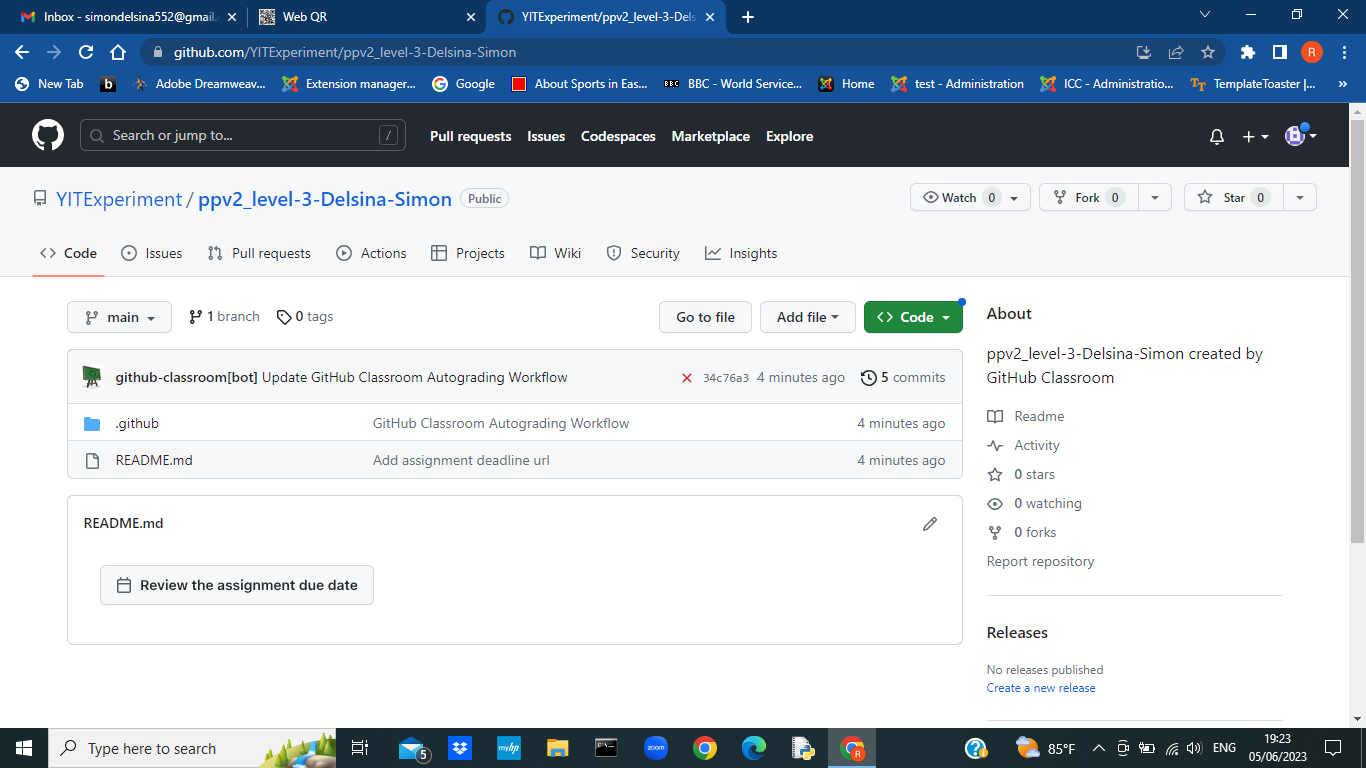 Inbox - simondelsina552@gmail.
Web QR
YITExperiment/ppv2_level-3-Dels
github.com/YITExperiment/ppv2_level-3-Delsina-Simon
R
New Tab
b
Adobe Dreamweav...
Extension manager...
Google
About Sports in Eas...
BBC
BBC - World Service...
Home
test - Administration
ICC - Administratio...
TT
TemplateToaster |...
»
Search or jump to...
/
Pull requests
Issues
Codespaces
Marketplace
Explore
YITExperiment / ppv2_level-3-Delsina-Simon
Public
Watch 0
Fork 0
Star 0
Code
Issues
Pull requests
Actions
Projects
Wiki
Security
Insights
main
1 branch
0 tags
Go to file
Add file
Code
github-classroom[bot] Update GitHub Classroom Autograding Workflow
34c76a3 4 minutes ago
5 commits
.github
GitHub Classroom Autograding Workflow
4 minutes ago
README.md
Add assignment deadline url
4 minutes ago
README.md
Review the assignment due date
About
ppv2_level-3-Delsina-Simon created by
GitHub Classroom
Readme
Activity
0 stars
0 watching
0 forks
Report repository
Releases
No releases published
Create a new release
Type here to search
5
myhp
zoom
R
85°F
ENG
19:23
05/06/2023